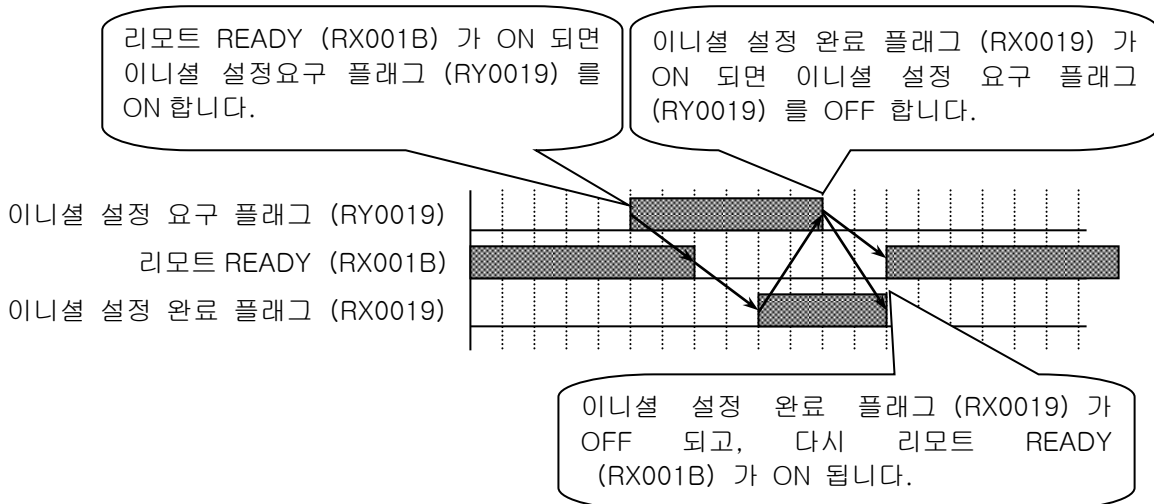 리모트 READY (RX001B) 가 ON 되면
이니셜 설정요구 플래그 (RY0019) 를
ON 합니다.
이니셜 설정 완료 플래그 (RX0019) 가
ON 되면 이니셜 설정 요구 플래그
(RY0019) 를 OFF 합니다.
이니셜 설정 요구 플래그 (RY0019)
리모트 READY (RX001B)
이니셜 설정 완료 플래그 (RX0019)
이니셜 설정 완료 플래그 (RX0019) 가
OFF 되고, 다시 리모트 READY
(RX001B) 가 ON 됩니다.